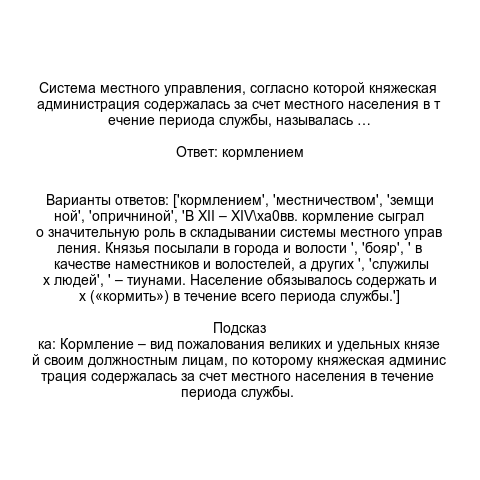 Система местного управления, согласно которой княжеская
администрация содержалась за счет местного населения в т
ечение периода службы, называлась …
Ответ: кормлением
Варианты ответов: ['кормлением', 'местничеством', 'земщи
ной', 'опричниной', 'В XII – XIV\xa0вв. кормление сыграл
о значительную роль в складывании системы местного управ
ления. Князья посылали в города и волости ', 'бояр', ' в
качестве наместников и волостелей, а других ', 'служилы
х людей', ' – тиунами. Население обязывалось содержать и
х («кормить») в течение всего периода службы.']
Подсказ
ка: Кормление – вид пожалования великих и удельных князе
й своим должностным лицам, по которому княжеская админис
трация содержалась за счет местного населения в течение
периода службы.